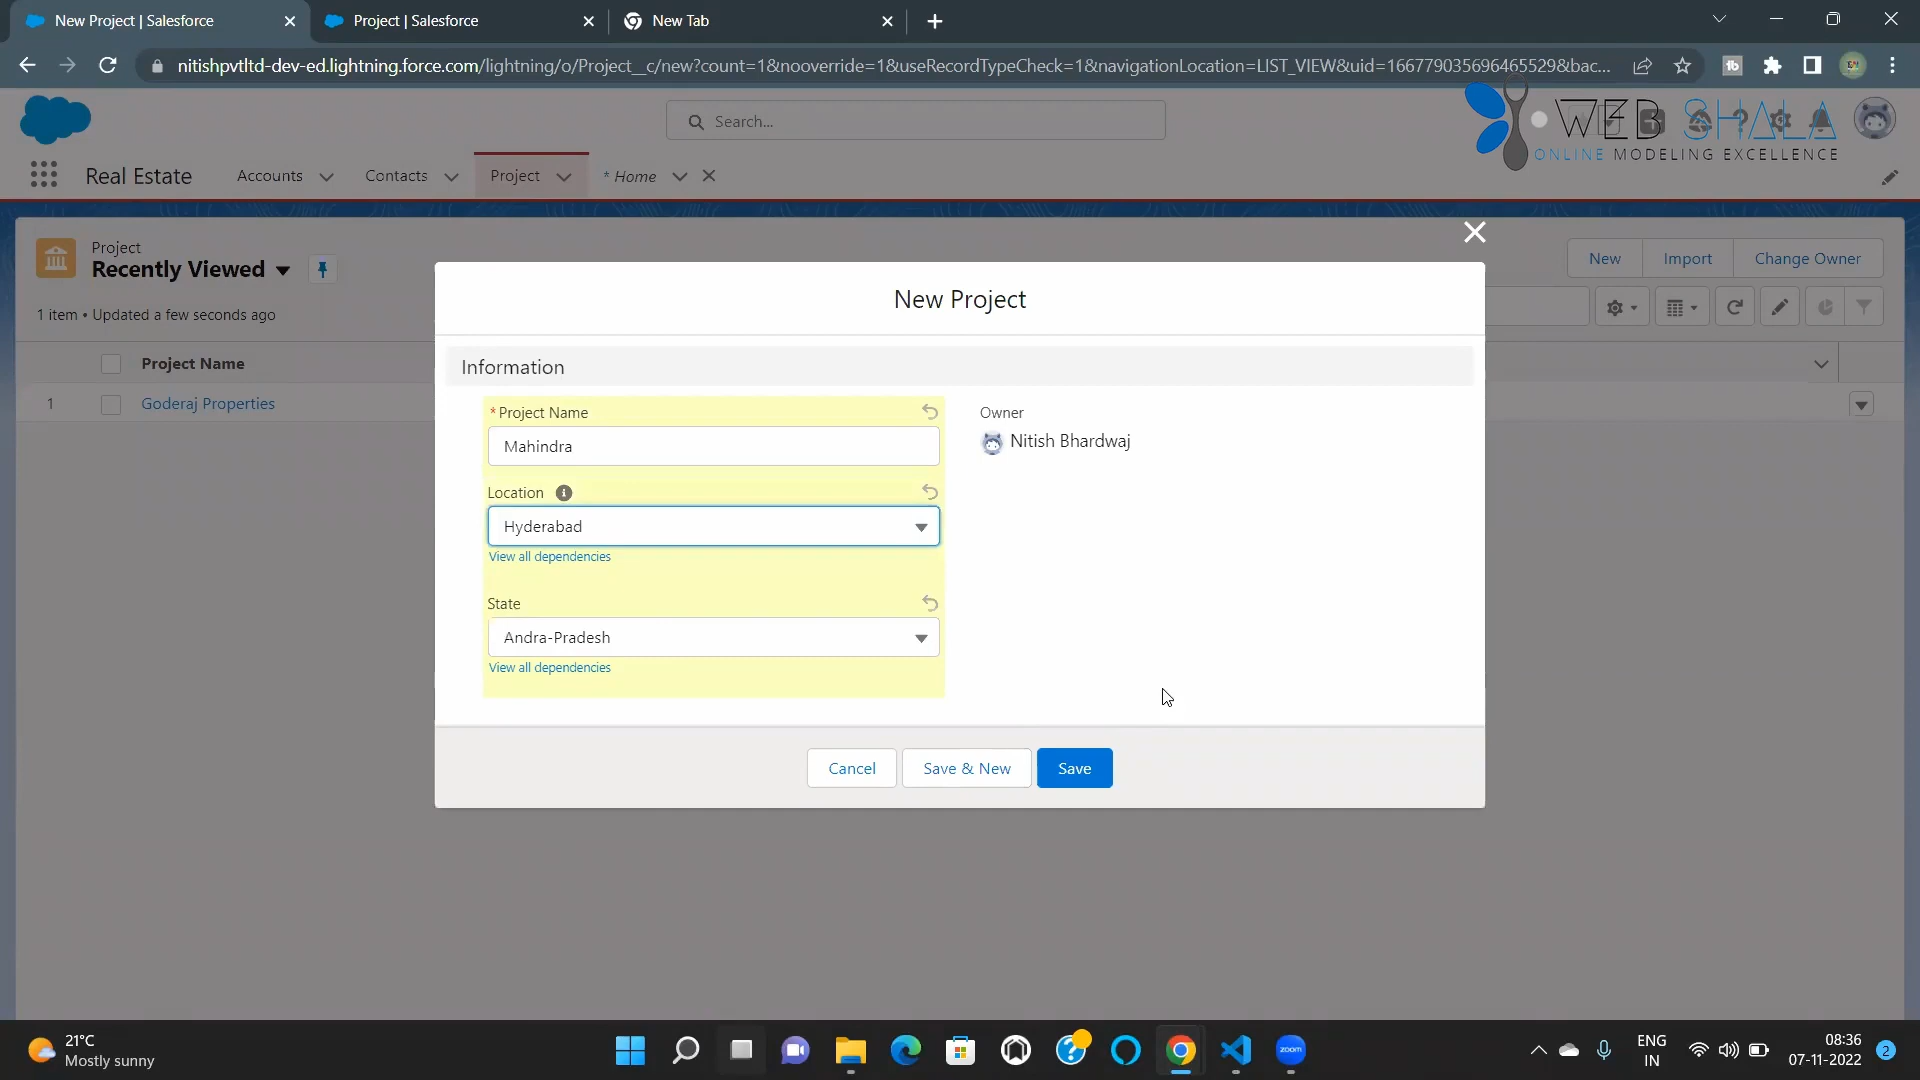 New Project | Salesforce
Project | Salesforce
New Tab
nitishpvtltd-dev-ed.lightning.force.com/lightning/o/Project__c/new?count=1&nooverride=1&useRecordTypeCheck=1&navigationLocation=LIST_VIEW&uid=166779035696465529&bac...
Search...
WEB SHALA
ONLINE MODELING EXCELLENCE
Real Estate
Accounts
Contacts
Project
* Home
Project
Recently Viewed
New
Import
Change Owner
1 item • Updated a few seconds ago
Project Name
1
Goderaj Properties
New Project
Information
*Project Name
Mahindra
Owner
Nitish Bhardwaj
Location
Hyderabad
View all dependencies
State
Andra-Pradesh
View all dependencies
Cancel
Save & New
Save
21°C
Mostly sunny
zoom
ENG
IN
08:36
07-11-2022
2